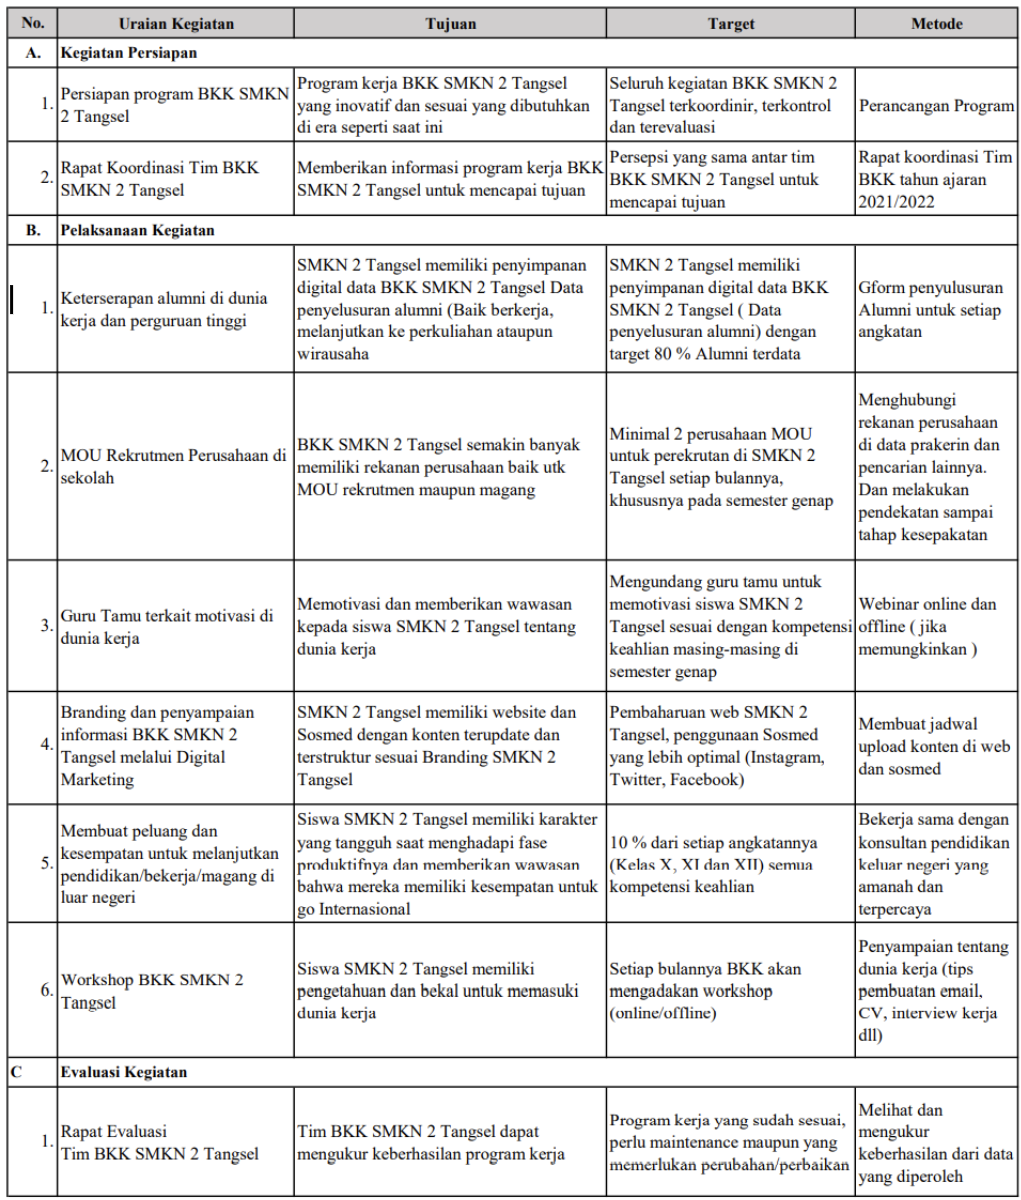 No. Uraian Kegiatan Tujuan Target Metode
A. Kegiatan Persiapan
1. Persiapan program BKK SMKN
2 Tangsel
Program kerja BKK SMKN 2 Tangsel
yang inovatif dan sesuai yang dibutuhkan
di era seperti saat ini
Seluruh kegiatan BKK SMKN 2
Tangsel terkoordinir, terkontrol
dan terevaluasi
Perancangan Program
2. Rapat Koordinasi Tim BKK
SMKN 2 Tangsel
Memberikan informasi program kerja BKK
SMKN 2 Tangsel untuk mencapai tujuan
Persepsi yang sama antar tim
BKK SMKN 2 Tangsel untuk
mencapai tujuan
Rapat koordinasi Tim
BKK tahun ajaran
2021/2022
B. Pelaksanaan Kegiatan
1. Keterserapan alumni di dunia
kerja dan perguruan tinggi
SMKN 2 Tangsel memiliki penyimpanan
digital data BKK SMKN 2 Tangsel Data
penyelusuran alumni (Baik berkerja,
melanjutkan ke perkuliahan ataupun
wirausaha
SMKN 2 Tangsel memiliki
penyimpanan digital data BKK
SMKN 2 Tangsel ( Data
penyelusuran alumni) dengan
target 80 % Alumni terdata
Gform penyulusuran
Alumni untuk setiap
angkatan
2. MOU Rekrutmen Perusahaan di
sekolah
BKK SMKN 2 Tangsel semakin banyak
memiliki rekanan perusahaan baik utk
MOU rekrutmen maupun magang
Minimal 2 perusahaan MOU
untuk perekrutan di SMKN 2
Tangsel setiap bulannya,
khususnya pada semester genap
Menghubungi
rekanan perusahaan
di data prakerin dan
pencarian lainnya.
Dan melakukan
pendekatan sampai
tahap kesepakatan
3. Guru Tamu terkait motivasi di
dunia kerja
Memotivasi dan memberikan wawasan
kepada siswa SMKN 2 Tangsel tentang
dunia kerja
Mengundang guru tamu untuk
memotivasi siswa SMKN 2
Tangsel sesuai dengan kompetensi
keahlian masing-masing di
semester genap
Webinar online dan
offline ( jika
memungkinkan )
4. Branding dan penyampaian
informasi BKK SMKN 2
Tangsel melalui Digital
Marketing
SMKN 2 Tangsel memiliki website dan
Sosmed dengan konten terupdate dan
terstruktur sesuai Branding SMKN 2
Tangsel
Pembaharuan web SMKN 2
Tangsel, penggunaan Sosmed
yang lebih optimal (Instagram,
Twitter, Facebook)
Membuat jadwal
upload konten di web
dan sosmed
5. Membuat peluang dan
kesempatan untuk melanjutkan
pendidikan/bekerja/magang di
luar negeri
Siswa SMKN 2 Tangsel memiliki karakter
yang tangguh saat menghadapi fase
produktifnya dan memberikan wawasan
bahwa mereka memiliki kesempatan untuk
go Internasional
10 % dari setiap angkatannya
(Kelas X, XI dan XII) semua
kompetensi keahlian
Bekerja sama dengan
konsultan pendidikan
keluar negeri yang
amanah dan
terpercaya
6. Workshop BKK SMKN 2
Tangsel
Siswa SMKN 2 Tangsel memiliki
pengetahuan dan bekal untuk memasuki
dunia kerja
Setiap bulannya BKK akan
mengadakan workshop
(online/offline)
Penyampaian tentang
dunia kerja (tips
pembuatan email,
CV, interview kerja
dll)
C Evaluasi Kegiatan
1. Rapat Evaluasi
Tim BKK SMKN 2 Tangsel
Tim BKK SMKN 2 Tangsel dapat
mengukur keberhasilan program kerja
Program kerja yang sudah sesuai,
perlu maintenance maupun yang
memerlukan perubahan/perbaikan
Melihat dan
mengukur
keberhasilan dari data
yang diperoleh